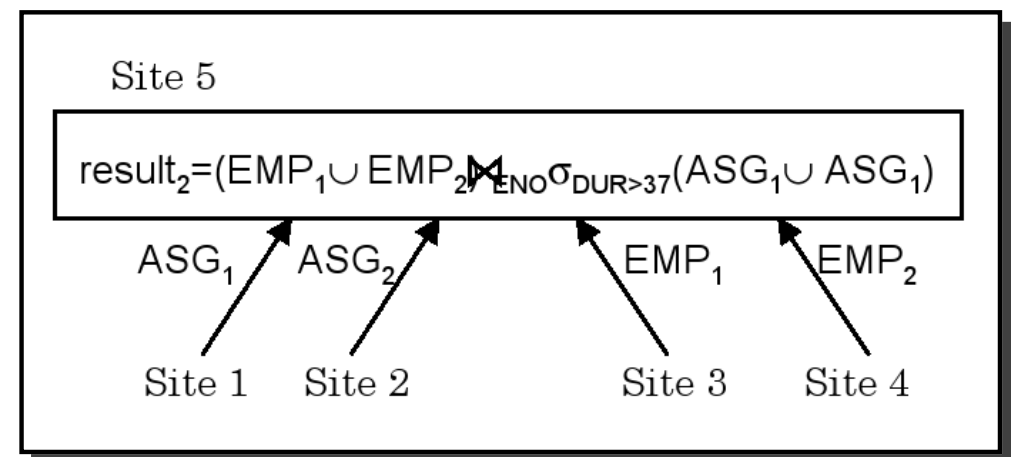 Site 5
result₂=(EMP₁∪ EMP₂)⋈ENOσDUR>37(ASG₁∪ ASG₁)
ASG₁ ASG₂ EMP₁ EMP₂
Site 1 Site 2 Site 3 Site 4